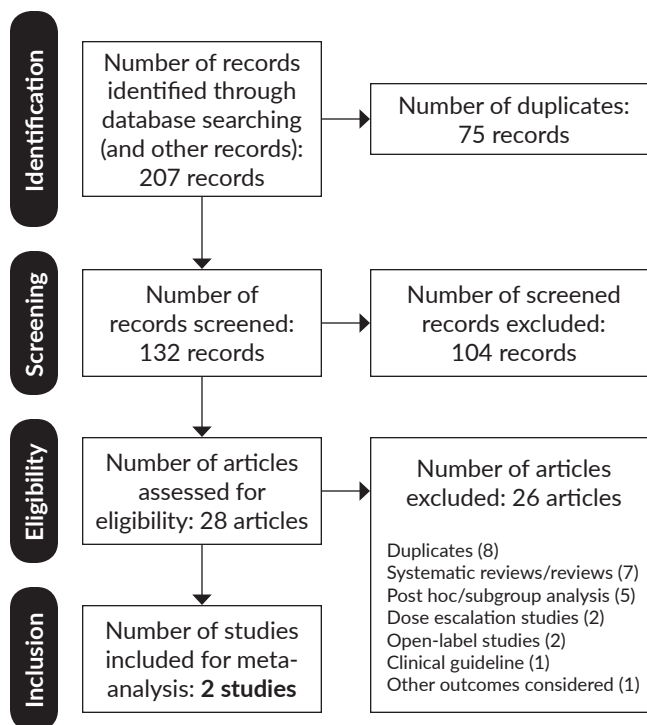 Identification
Number of records
identified through
database searching
(and other records):
207 records
Number of duplicates:
75 records
Screening
Number of
records screened:
132 records
Number of screened
records excluded:
104 records
Eligibility
Number of articles
assessed for
eligibility: 28 articles
Number of articles
excluded: 26 articles
Duplicates (8)
Systematic reviews/reviews (7)
Post hoc/subgroup analysis (5)
Dose escalation studies (2)
Open-label studies (2)
Clinical guideline (1)
Other outcomes considered (1)
Inclusion
Number of studies
included for meta-
analysis: 2 studies